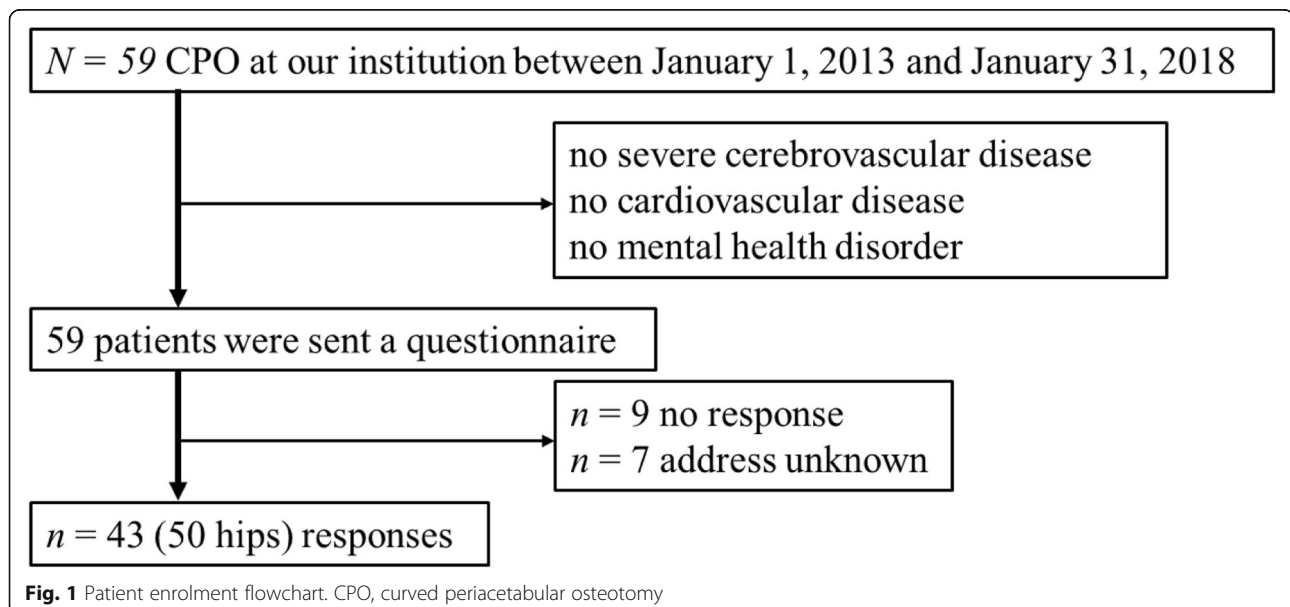 N = 59 CPO at our institution between January 1, 2013 and January 31, 2018
no severe cerebrovascular disease
no cardiovascular disease
no mental health disorder
59 patients were sent a questionnaire
n = 9 no response
n = 7 address unknown
n = 43 (50 hips) responses
Fig. 1 Patient enrolment flowchart. CPO, curved periacetabular osteotomy